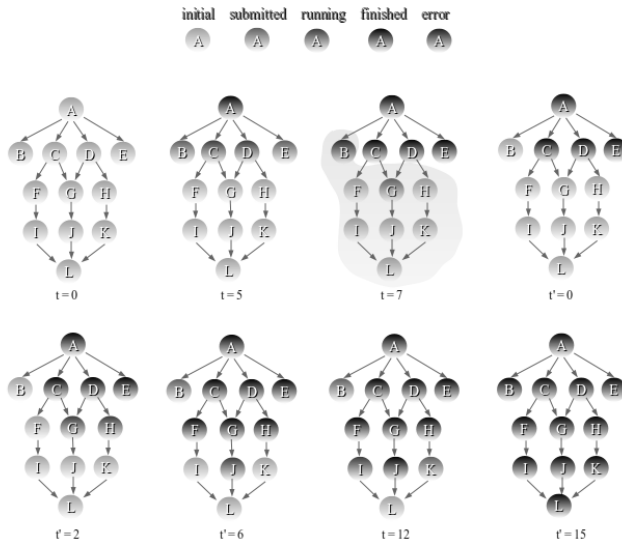 initial submitted running finished error
A A A A A
A A A A
B C D E B C D E B C D E B C D E
F G H F G H F G H F G H
I J K I J K I J K I J K
L L L L
t = 0 t = 5 t = 7 t' = 0
A A A A
B C D E B C D E B C D E B C D E
F G H F G H F G H F G H
I J K I J K I J K I J K
L L L L
t' = 2 t' = 6 t = 12 t' = 15